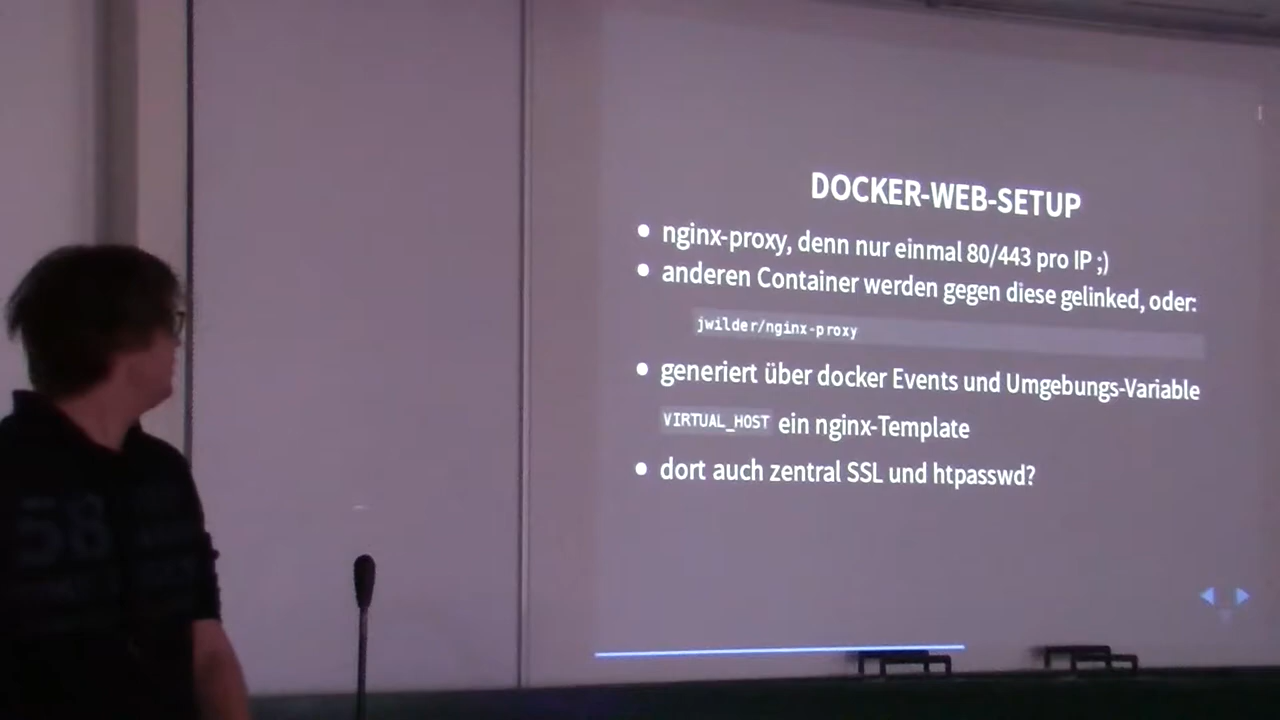 DOCKER-WEB-SETUP
nginx-proxy, denn nur einmal 80/443 pro IP ;)
anderen Container werden gegen diese gelinked, oder:
jwilder/nginx-proxy
generiert über docker Events und Umgebungs-Variable
VIRTUAL_HOST ein nginx-Template
dort auch zentral SSL und htpasswd?
58